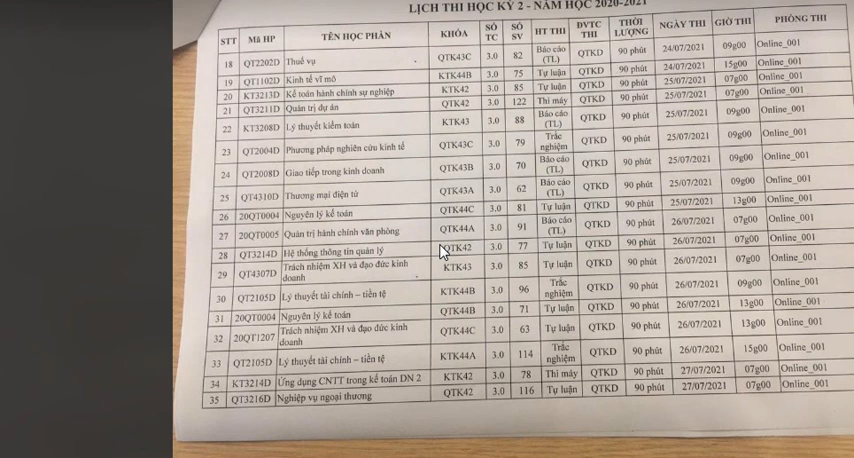 LỊCH THI HỌC KỲ 2 - NĂM HỌC 2020-2021
STT Mã HP TÊN HỌC PHẦN KHÓA SỐ TC SỐ SV HT THI ĐVTC THI THỜI LƯỢNG NGÀY THI GIỜ THI PHÒNG THI
18 QT2202D Thuế vụ QTK43C 3.0 82 Báo cáo (TL) QTKD 90 phút 24/07/2021 09g00 Online_001
19 QT1102D Kinh tế vĩ mô KTK44B 3.0 75 Tự luận QTKD 90 phút 24/07/2021 15g00 Online_001
20 KT3213D Kế toán hành chính sự nghiệp KTK42 3.0 85 Tự luận QTKD 90 phút 25/07/2021 07g00 Online_001
21 QT3211D Quản trị dự án QTK42 3.0 122 Thi máy QTKD 90 phút 25/07/2021 07g00 Online_001
22 KT3208D Lý thuyết kiểm toán KTK43 3.0 88 Báo cáo (TL) QTKD 90 phút 25/07/2021 09g00 Online_001
23 QT2004D Phương pháp nghiên cứu kinh tế QTK43C 3.0 79 Trắc nghiệm QTKD 90 phút 25/07/2021 09g00 Online_001
24 QT2008D Giao tiếp trong kinh doanh QTK43B 3.0 70 Báo cáo (TL) QTKD 90 phút 25/07/2021 09g00 Online_001
25 QT4310D Thương mại điện tử QTK43A 3.0 62 Báo cáo (TL) QTKD 90 phút 25/07/2021 09g00 Online_001
26 20QT0004 Nguyên lý kế toán QTK44C 3.0 81 Tự luận QTKD 90 phút 25/07/2021 13g00 Online_001
27 20QT0005 Quản trị hành chính văn phòng QTK44A 3.0 91 Báo cáo (TL) QTKD 90 phút 26/07/2021 07g00 Online_001
28 QT3214D Hệ thống thông tin quản lý QTK42 3.0 77 Tự luận QTKD 90 phút 26/07/2021 07g00 Online_001
29 QT4307D Trách nhiệm XH và đạo đức kinh doanh KTK43 3.0 85 Tự luận QTKD 90 phút 26/07/2021 07g00 Online_001
30 QT2105D Lý thuyết tài chính – tiền tệ KTK44B 3.0 96 Trắc nghiệm QTKD 90 phút 26/07/2021 09g00 Online_001
31 20QT0004 Nguyên lý kế toán QTK44B 3.0 71 Tự luận QTKD 90 phút 26/07/2021 13g00 Online_001
32 20QT1207 Trách nhiệm XH và đạo đức kinh doanh QTK44C 3.0 63 Tự luận QTKD 90 phút 26/07/2021 13g00 Online_001
33 QT2105D Lý thuyết tài chính – tiền tệ KTK44A 3.0 114 Trắc nghiệm QTKD 90 phút 26/07/2021 15g00 Online_001
34 KT3214D Ứng dụng CNTT trong kế toán DN 2 KTK42 3.0 78 Thi máy QTKD 90 phút 27/07/2021 07g00 Online_001
35 QT3216D Nghiệp vụ ngoại thương QTK42 3.0 116 Tự luận QTKD 90 phút 27/07/2021 07g00 Online_001